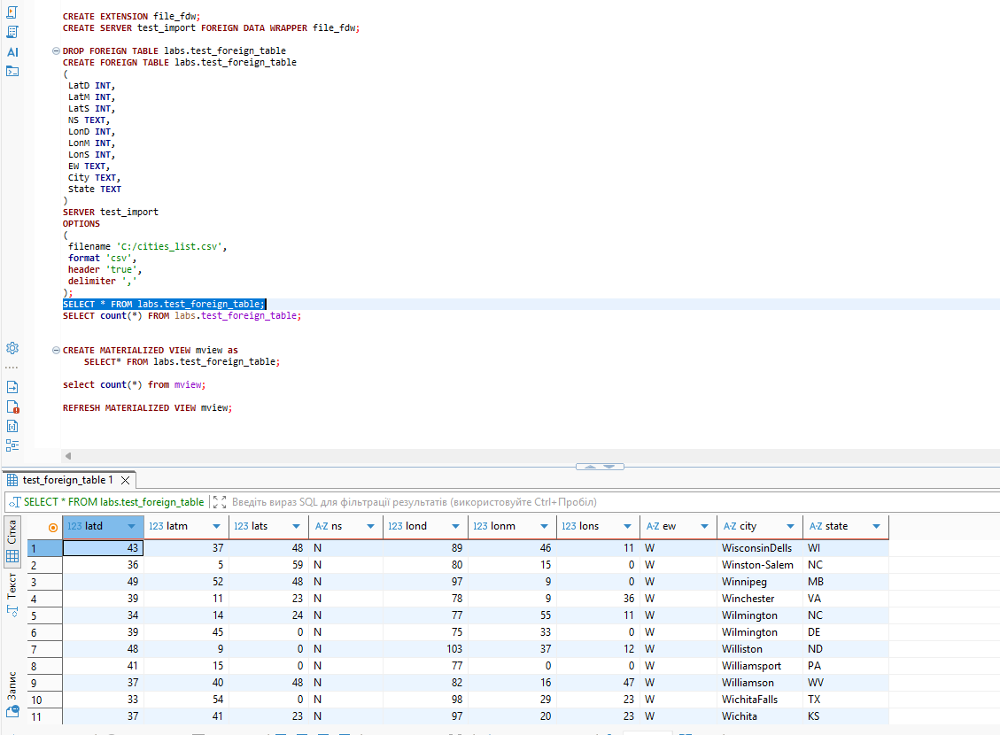 CREATE EXTENSION file_fdw;
CREATE SERVER test_import FOREIGN DATA WRAPPER file_fdw;
AI
DROP FOREIGN TABLE labs.test_foreign_table
CREATE FOREIGN TABLE labs.test_foreign_table
(
LatD INT,
LatM INT,
LatS INT,
NS TEXT,
LonD INT,
LonM INT,
LonS INT,
EW TEXT,
City TEXT,
State TEXT
)
SERVER test_import
OPTIONS
(
filename 'C:/cities_list.csv',
format 'csv',
header 'true',
delimiter ','
);
SELECT * FROM labs.test_foreign_table;
SELECT count(*) FROM labs.test_foreign_table;
CREATE MATERIALIZED VIEW mview as
SELECT* FROM labs.test_foreign_table;
select count(*) from mview;
REFRESH MATERIALIZED VIEW mview;
test_foreign_table 1
SELECT * FROM labs.test_foreign_table Введіть вираз SQL для фільтрації результатів (використовуйте Ctrl+Пробіл)
Сітка
Текст
Запис
123 latd 123 latm 123 lats A-Z ns 123 lond 123 lonm 123 lons A-Z ew A-Z city A-Z state
1 43 37 48 N 89 46 11 W WisconsinDells WI
2 36 5 59 N 80 15 0 W Winston-Salem NC
3 49 52 48 N 97 9 0 W Winnipeg MB
4 39 11 23 N 78 9 36 W Winchester VA
5 34 14 24 N 77 55 11 W Wilmington NC
6 39 45 0 N 75 33 0 W Wilmington DE
7 48 9 0 N 103 37 12 W Williston ND
8 41 15 0 N 77 0 0 W Williamsport PA
9 37 40 48 N 82 16 47 W Williamson WV
10 33 54 0 N 98 29 23 W WichitaFalls TX
11 37 41 23 N 97 20 23 W Wichita KS